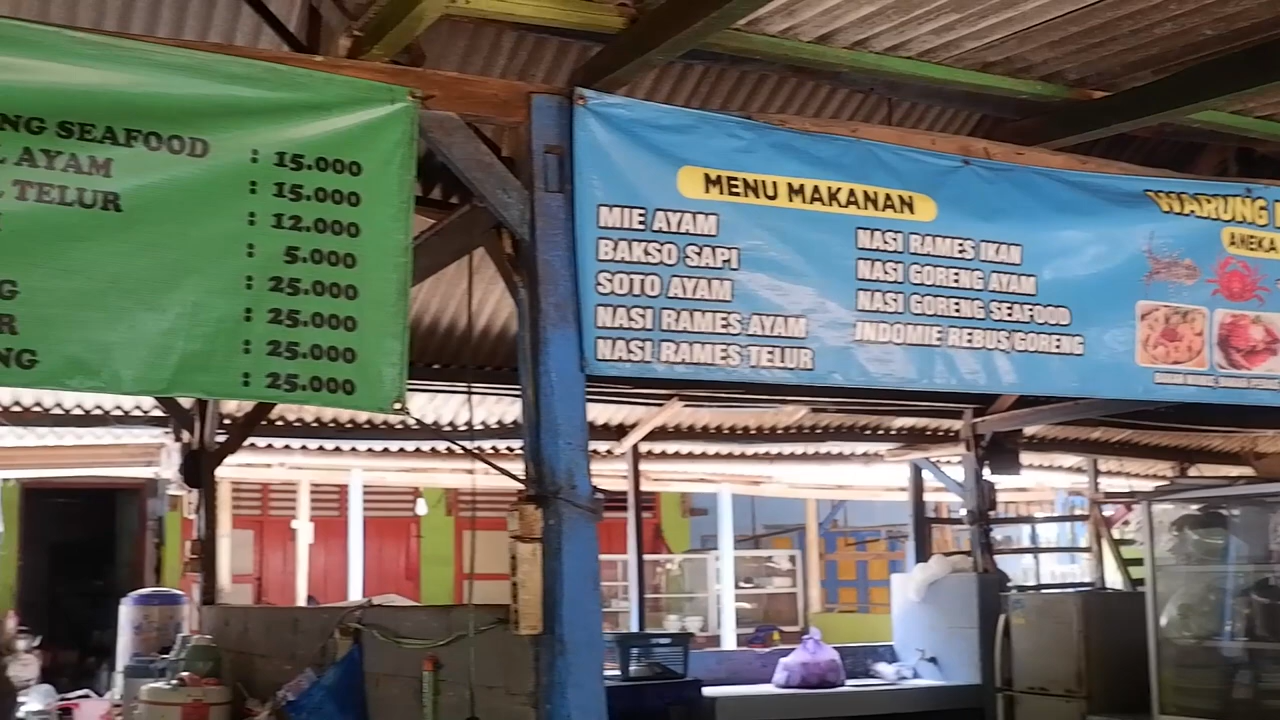 NG SEAFOOD : 15.000
AYAM : 15.000
TELUR : 12.000
: 5.000
G : 25.000
R : 25.000
NG : 25.000
: 25.000
MENU MAKANAN
MIE AYAM
BAKSO SAPI
SOTO AYAM
NASI RAMES AYAM
NASI RAMES TELUR
NASI RAMES IKAN
NASI GORENG AYAM
NASI GORENG SEAFOOD
INDOMIE REBUS/GORENG
WARUNG
ANEKA